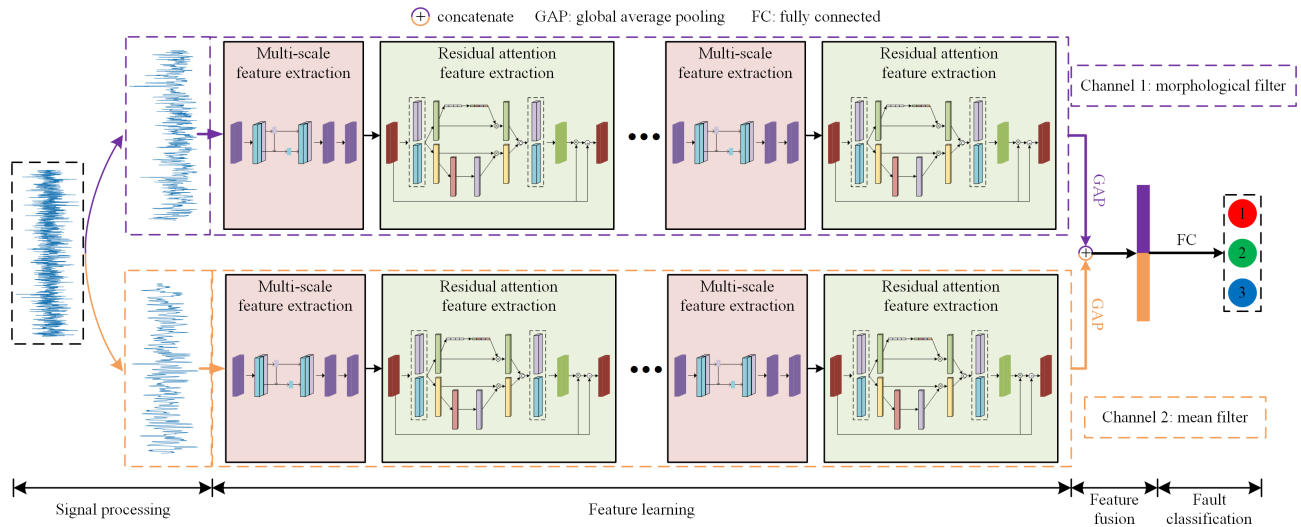 concatenate GAP: global average pooling FC: fully connected
Multi-scale
feature extraction
Residual attention
feature extraction
Multi-scale
feature extraction
Residual attention
feature extraction
Channel 1: morphological filter
GAP
1
FC
2
3
GAP
Multi-scale
feature extraction
Residual attention
feature extraction
Multi-scale
feature extraction
Residual attention
feature extraction
Channel 2: mean filter
Signal processing
Feature learning
Feature
fusion
Fault
classification